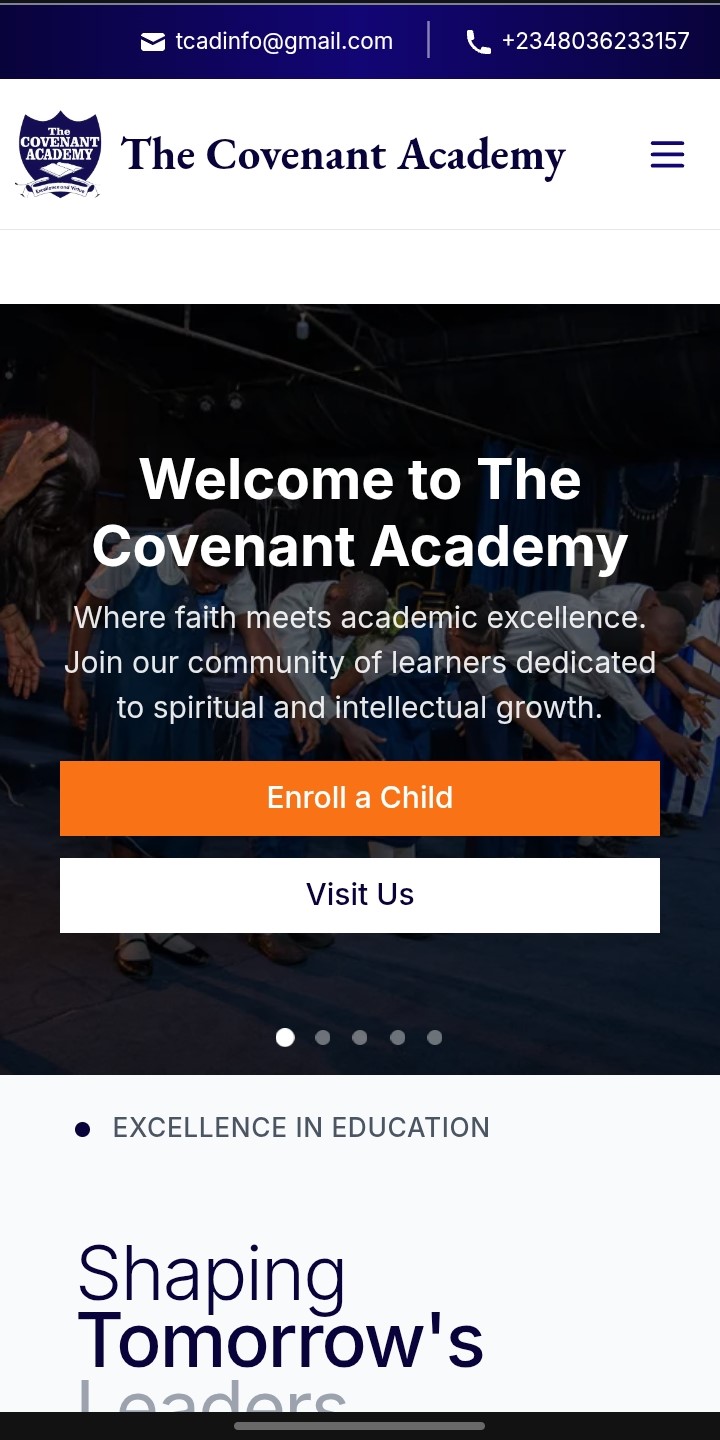 tcadinfo@gmail.com
+2348036233157
The
COVENANT
ACADEMY
Excellence and Virtue
The Covenant Academy
Welcome to The
Covenant Academy
Where faith meets academic excellence.
Join our community of learners dedicated
to spiritual and intellectual growth.
Enroll a Child
Visit Us
EXCELLENCE IN EDUCATION
Shaping
Tomorrow's
Leaders